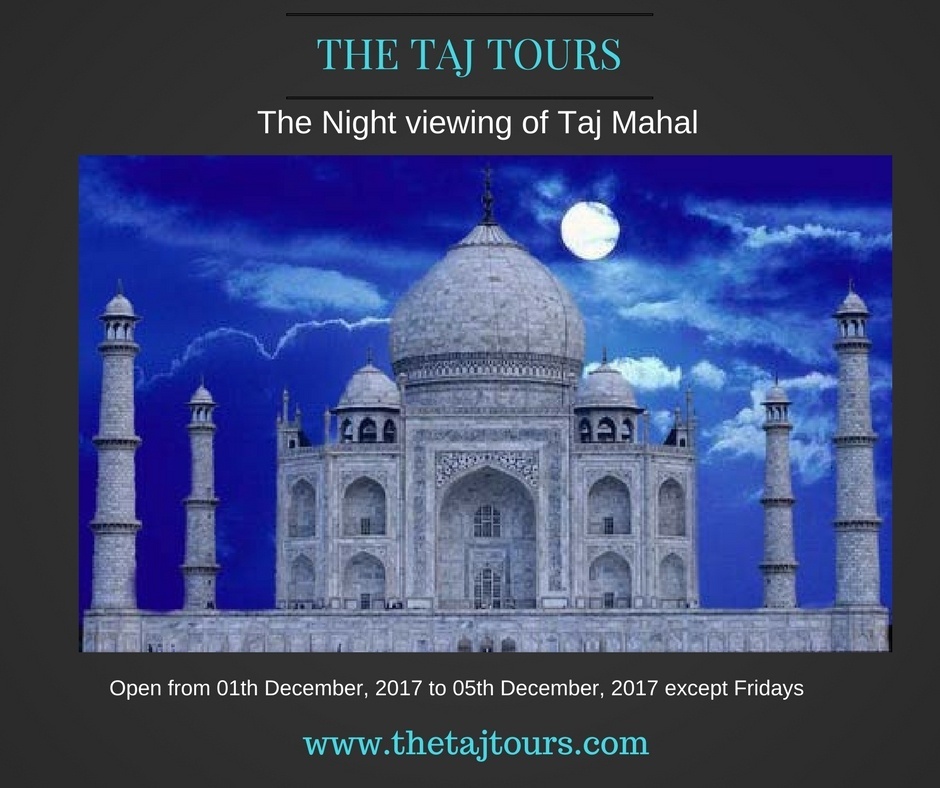 THE TAJ TOURS
The Night viewing of Taj Mahal
Open from 01th December, 2017 to 05th December, 2017 except Fridays
www.thetajtours.com